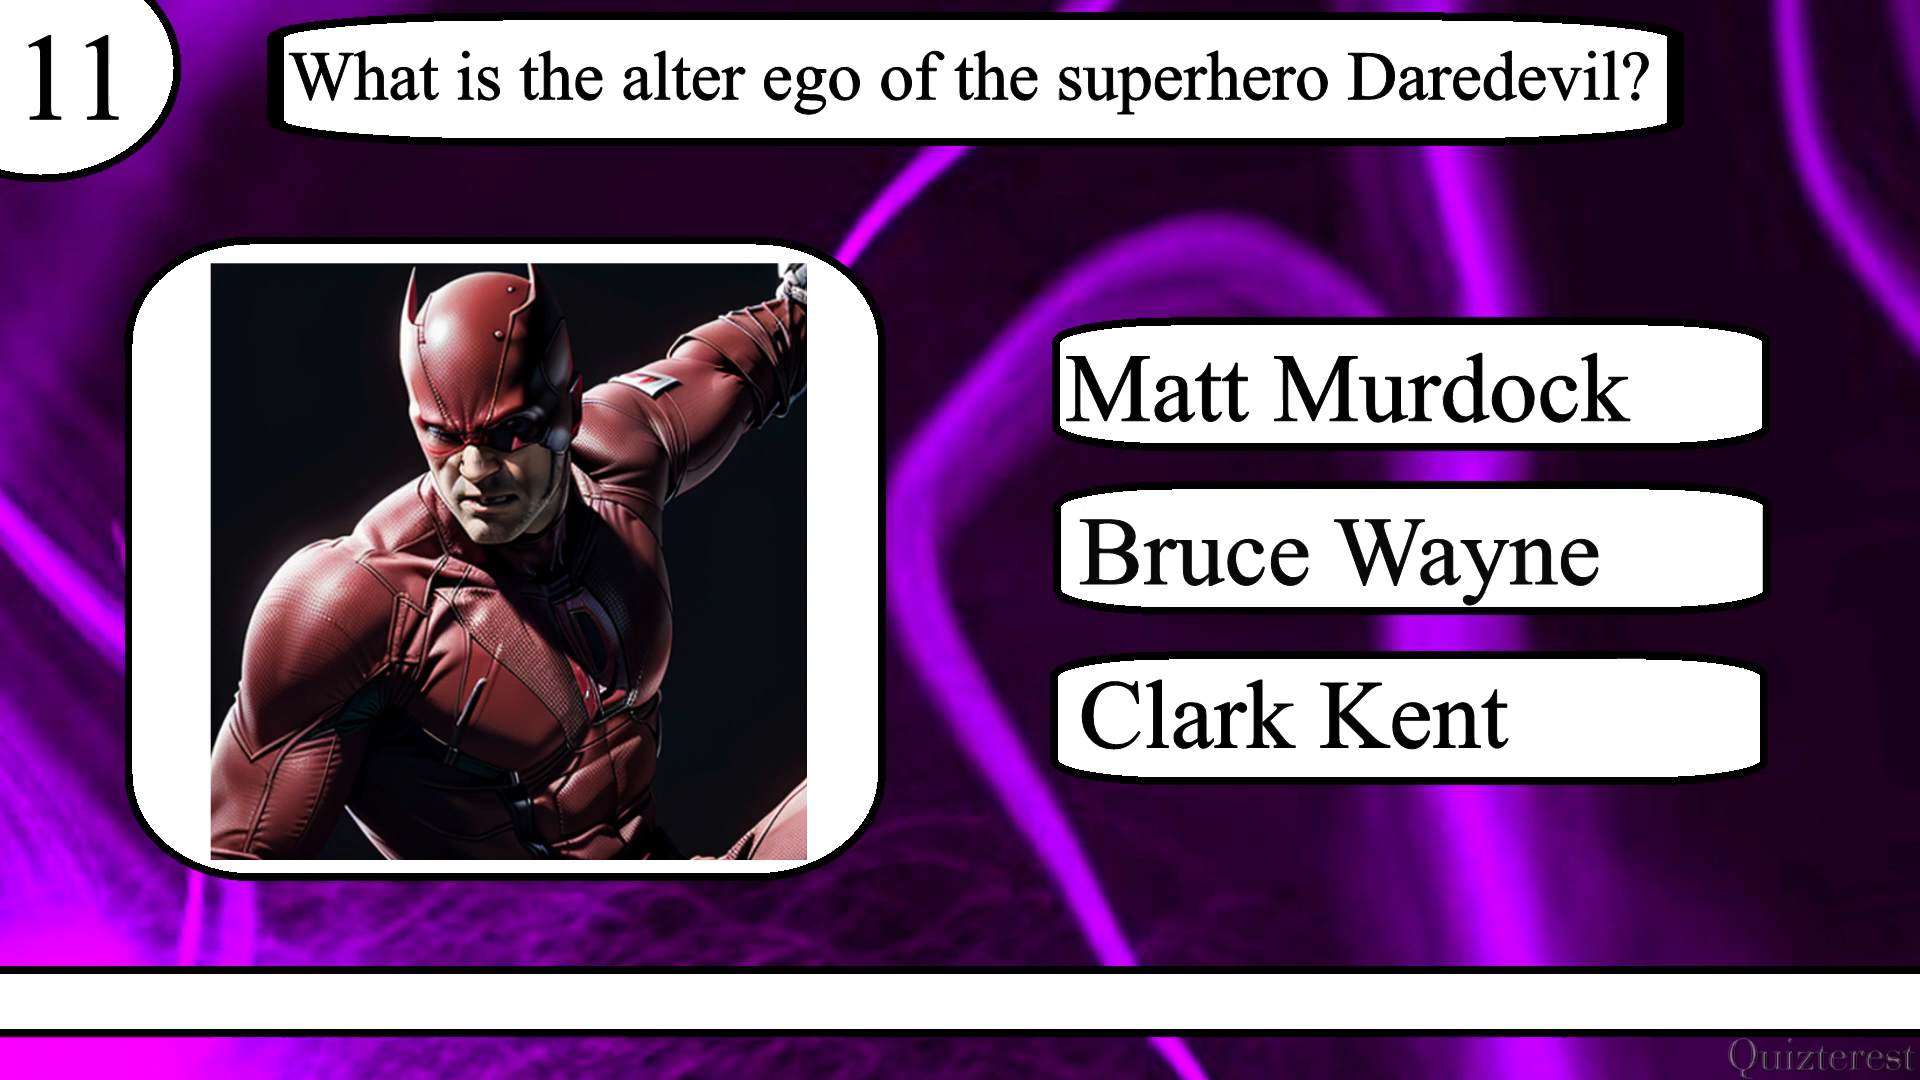 11
What is the alter ego of the superhero Daredevil?
Matt Murdock
Bruce Wayne
Clark Kent
Quizterest